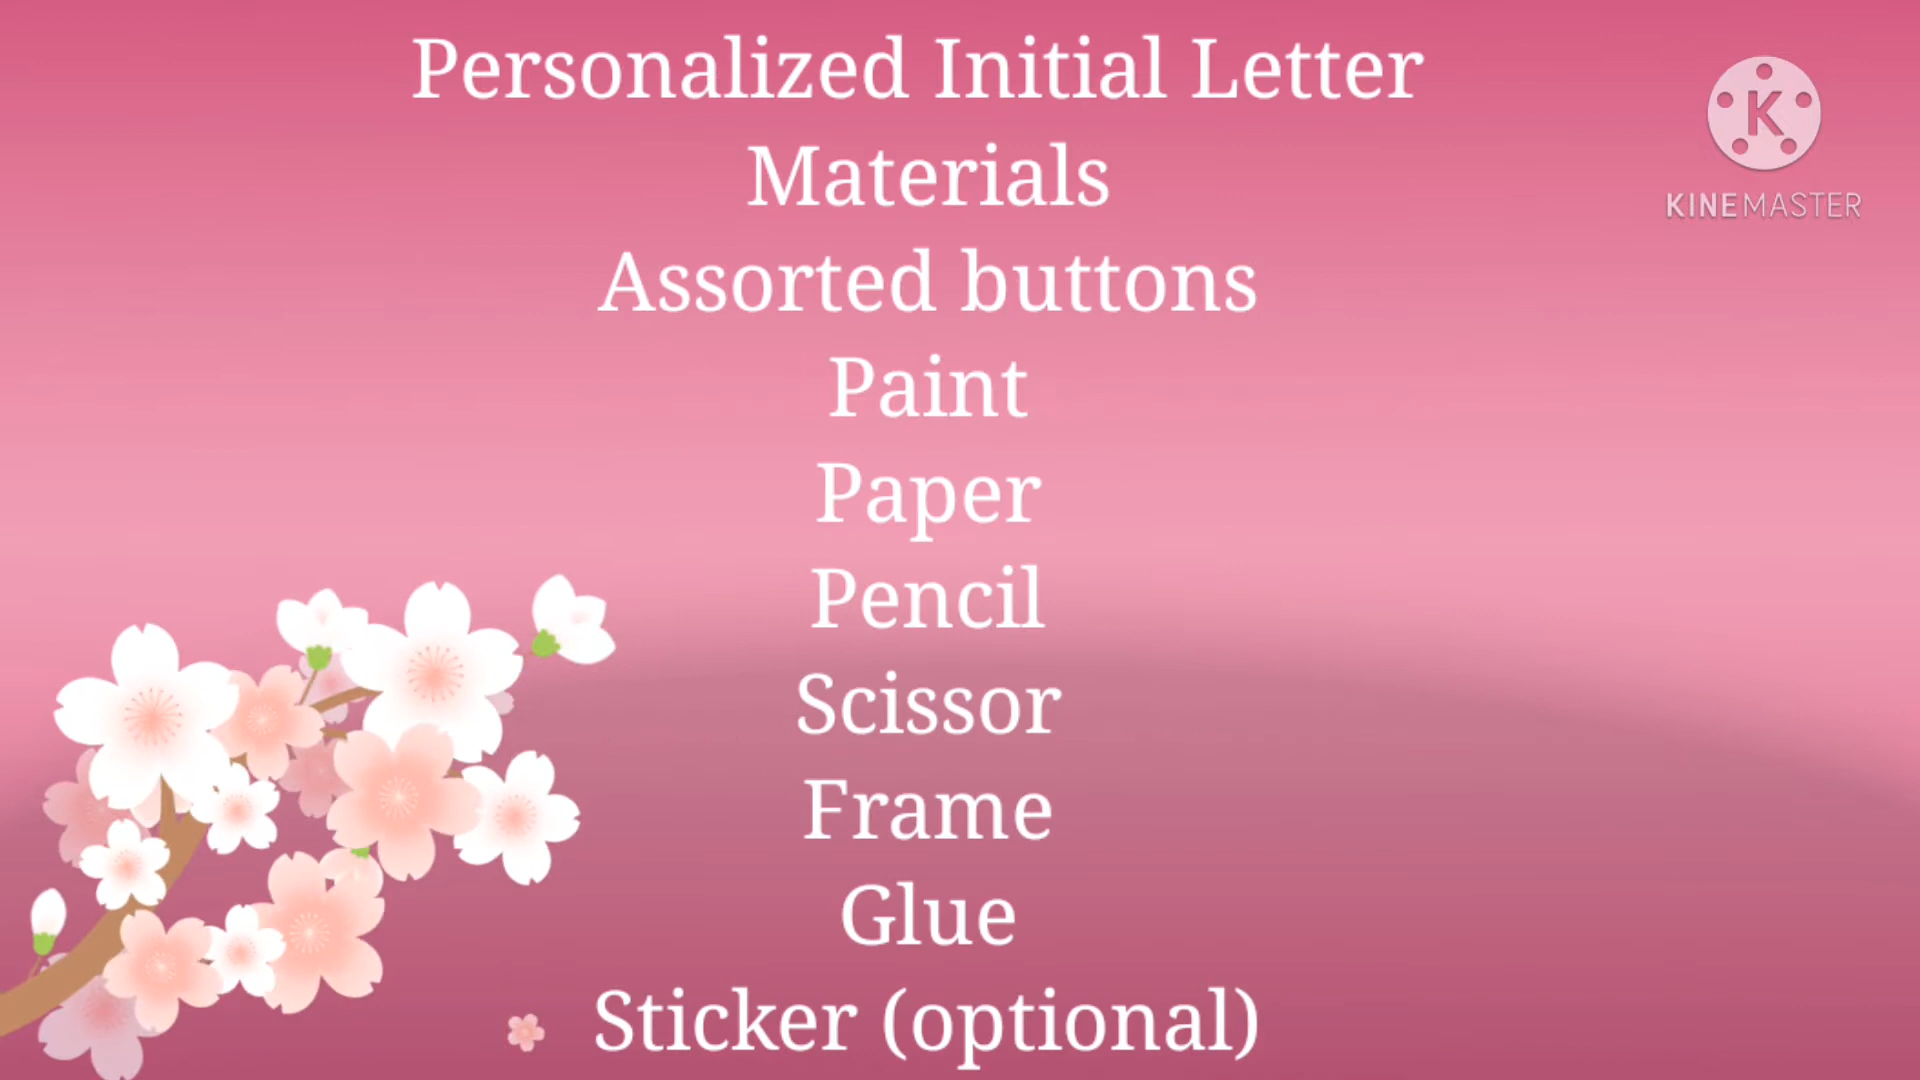 Personalized Initial Letter
Materials
Assorted buttons
Paint
Paper
Pencil
Scissor
Frame
Glue
Sticker (optional)
K
KINEMASTER